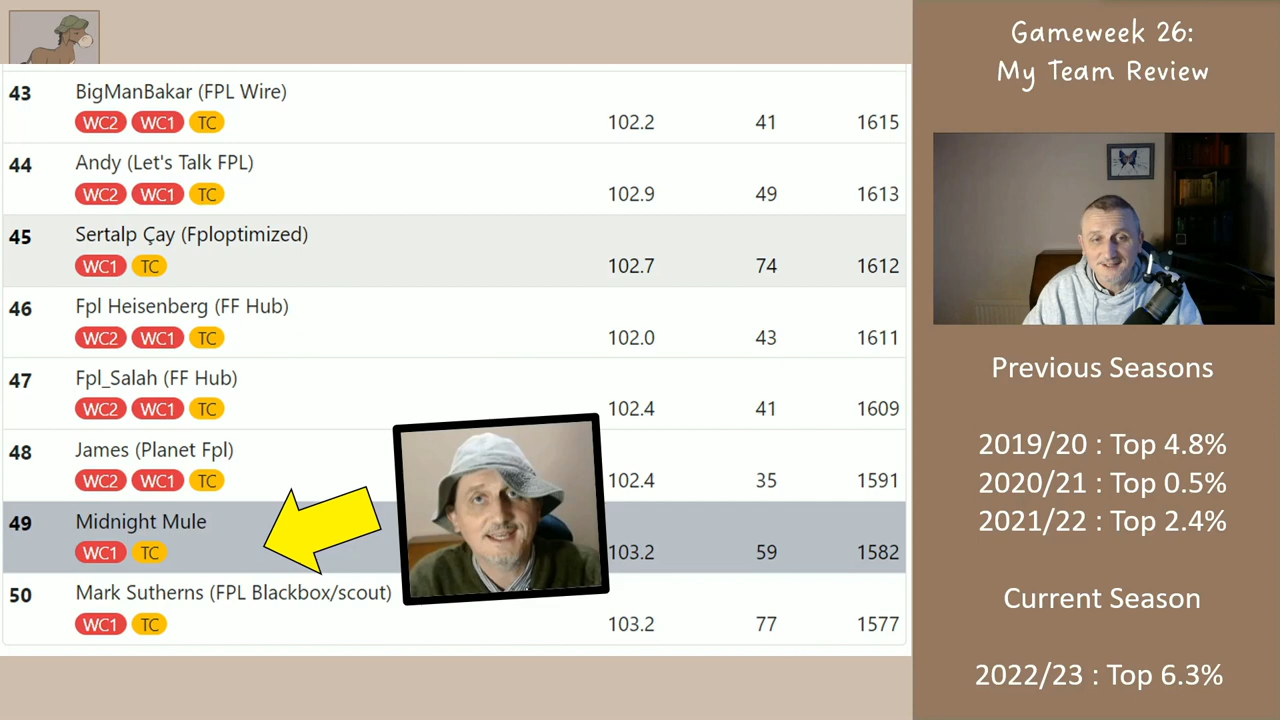 43 BigManBakar (FPL Wire)
WC2 WC1 TC 102.2 41 1615
44 Andy (Let's Talk FPL)
WC2 WC1 TC 102.9 49 1613
45 Sertalp Çay (Fploptimized)
WC1 TC 102.7 74 1612
46 Fpl Heisenberg (FF Hub)
WC2 WC1 TC 102.0 43 1611
47 Fpl_Salah (FF Hub)
WC2 WC1 TC 102.4 41 1609
48 James (Planet Fpl)
WC2 WC1 TC 102.4 35 1591
49 Midnight Mule
WC1 TC 103.2 59 1582
50 Mark Sutherns (FPL Blackbox/scout)
WC1 TC 103.2 77 1577
Gameweek 26:
My Team Review
Previous Seasons
2019/20 : Top 4.8%
2020/21 : Top 0.5%
2021/22 : Top 2.4%
Current Season
2022/23 : Top 6.3%